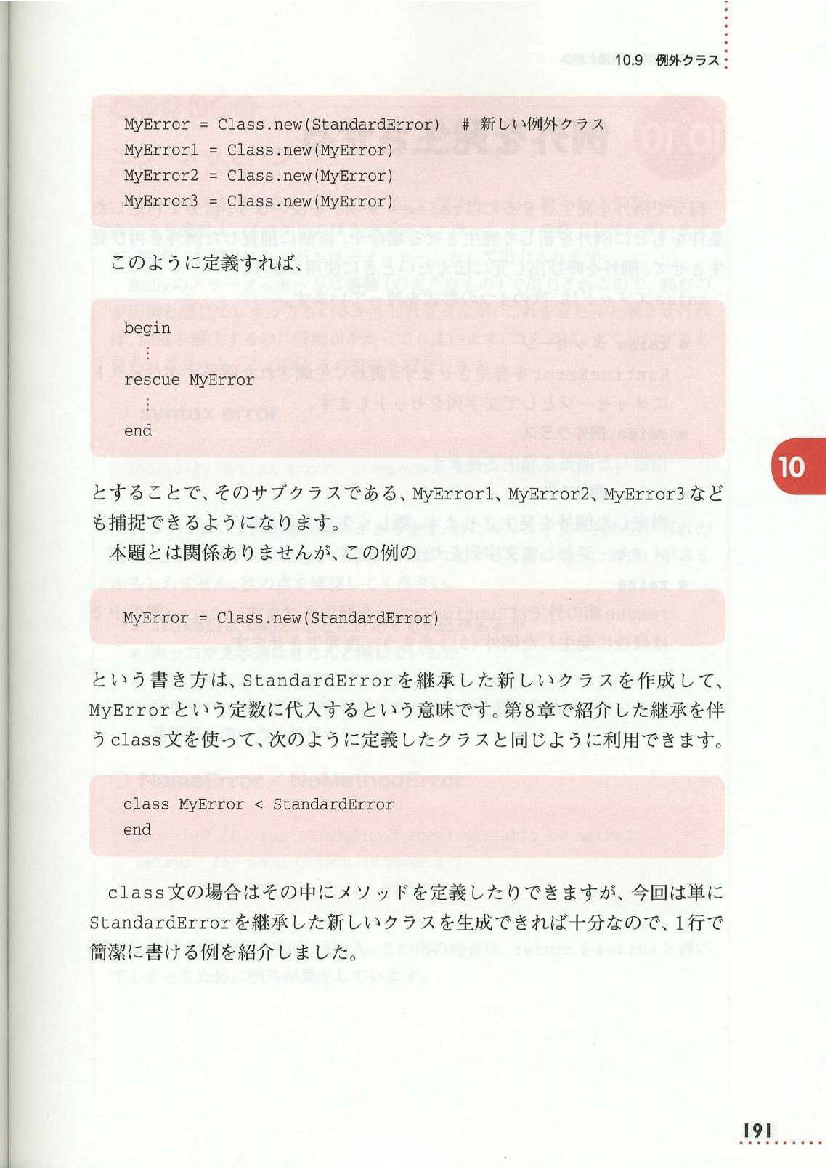 10.9 例外クラス
MyError = Class.new(StandardError) # 新しい例外クラス
MyError1 = Class.new(MyError)
MyError2 = Class.new(MyError)
MyError3 = Class.new(MyError)
このように定義すれば、
begin
⋮
rescue MyError
⋮
end
10
とすることで、そのサブクラスである、MyError1、MyError2、MyError3など
も捕捉できるようになります。
本題とは関係ありませんが、この例の
MyError = Class.new(StandardError)
という書き方は、StandardErrorを継承した新しいクラスを作成して、
MyErrorという定数に代入するという意味です。第8章で紹介した継承を伴
うclass文を使って、次のように定義したクラスと同じように利用できます。
class MyError < StandardError
end
class文の場合はその中にメソッドを定義したりできますが、今回は単に
StandardErrorを継承した新しいクラスを生成できれば十分なので、1行で
簡潔に書ける例を紹介しました。
191